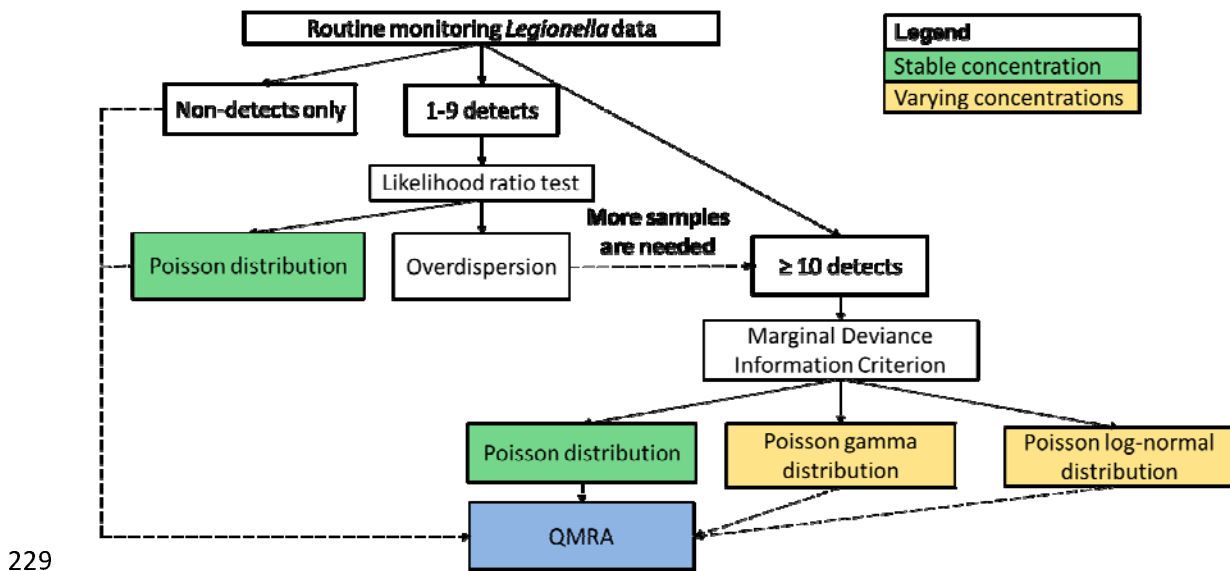 Routine monitoring Legionella data
Legend
Stable concentration
Varying concentrations
Non-detects only
1-9 detects
Likelihood ratio test
More samples
are needed
Poisson distribution
Overdispersion
≥ 10 detects
Marginal Deviance
Information Criterion
Poisson distribution
Poisson gamma
distribution
Poisson log-normal
distribution
QMRA
229